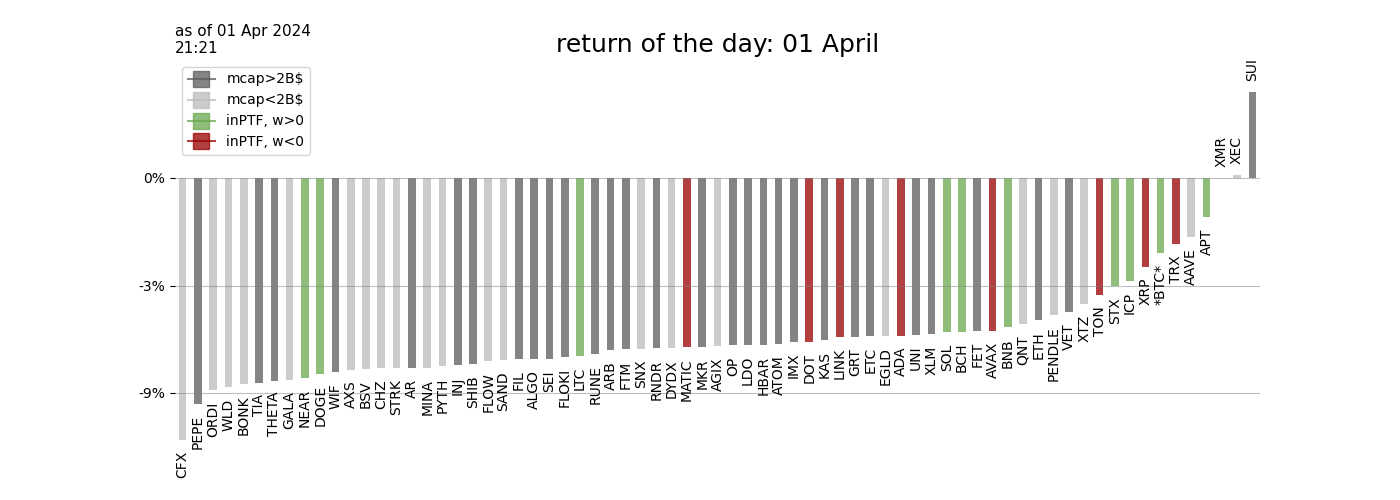 as of 01 Apr 2024
21:21
return of the day: 01 April
mcap>2B$
mcap<2B$
inPTF, w>0
inPTF, w<0
0%
-3%
-9%
CFX
PEPE
ORDI
WLD
BONK
TIA
THETA
GALA
NEAR
DOGE
WIF
AXS
BSV
CHZ
STRK
AR
MINA
PYTH
INJ
SHIB
FLOW
SAND
FIL
ALGO
SEI
FLOKI
LTC
RUNE
ARB
FTM
SNX
RNDR
DYDX
MATIC
MKR
AGIX
OP
LDO
HBAR
ATOM
IMX
DOT
KAS
LINK
GRT
ETC
EGLD
ADA
UNI
XLM
SOL
BCH
FET
AVAX
BNB
QNT
ETH
PENDLE
VET
XTZ
TON
STX
ICP
XRP
*BTC*
TRX
AAVE
APT
XMR
XEC
SUI